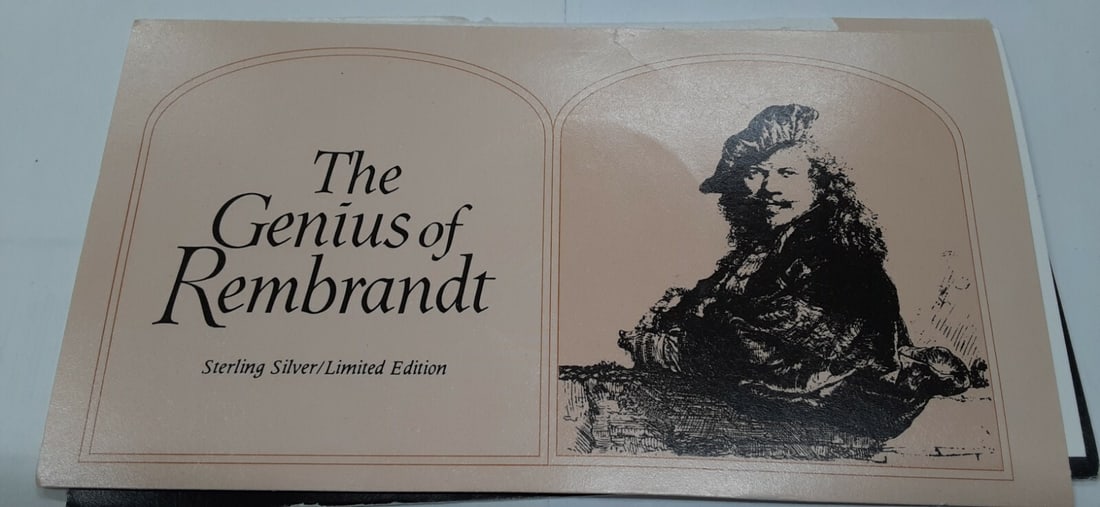 The
Genius of
Rembrandt
Sterling Silver/Limited Edition